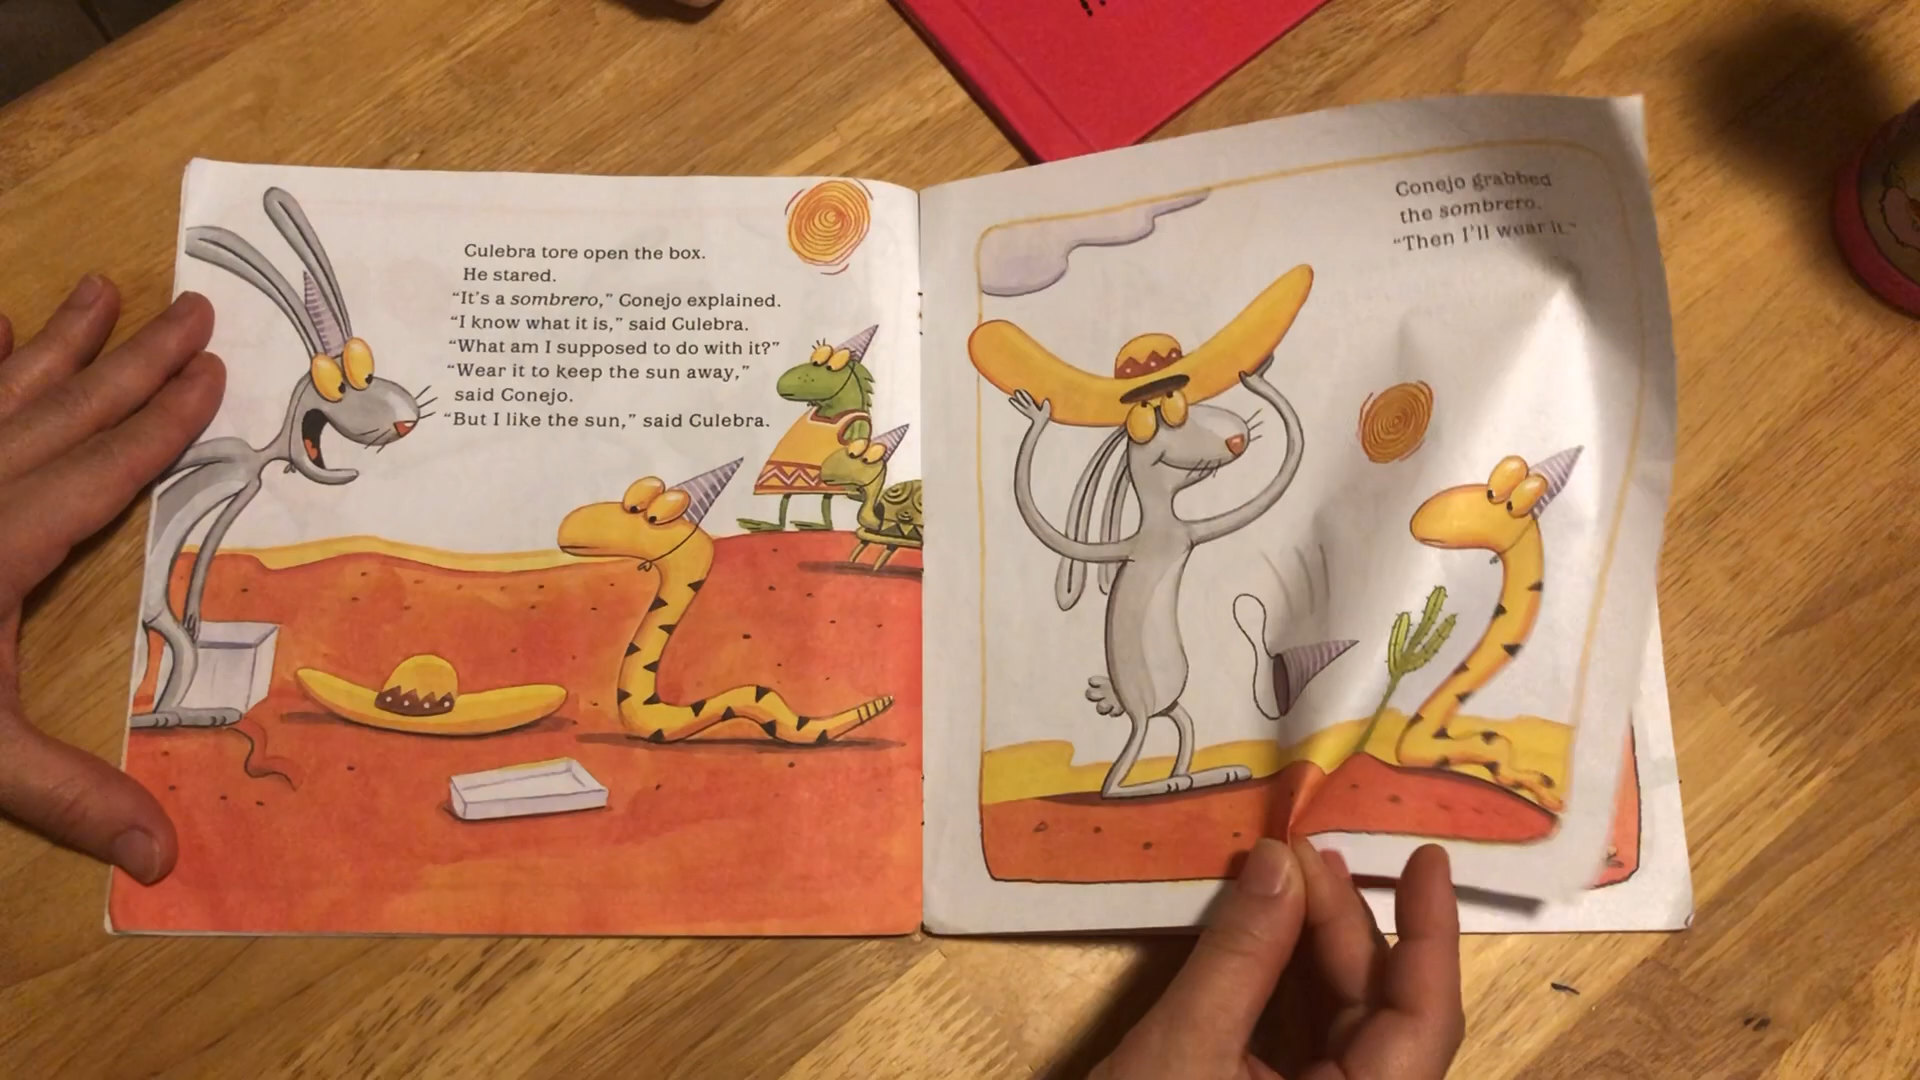 Culebra tore open the box.
He stared.
“It’s a sombrero,” Conejo explained.
“I know what it is,” said Culebra.
“What am I supposed to do with it?”
“Wear it to keep the sun away,”
said Conejo.
“But I like the sun,” said Culebra.
Conejo grabbed
the sombrero.
“Then I’ll wear it.”